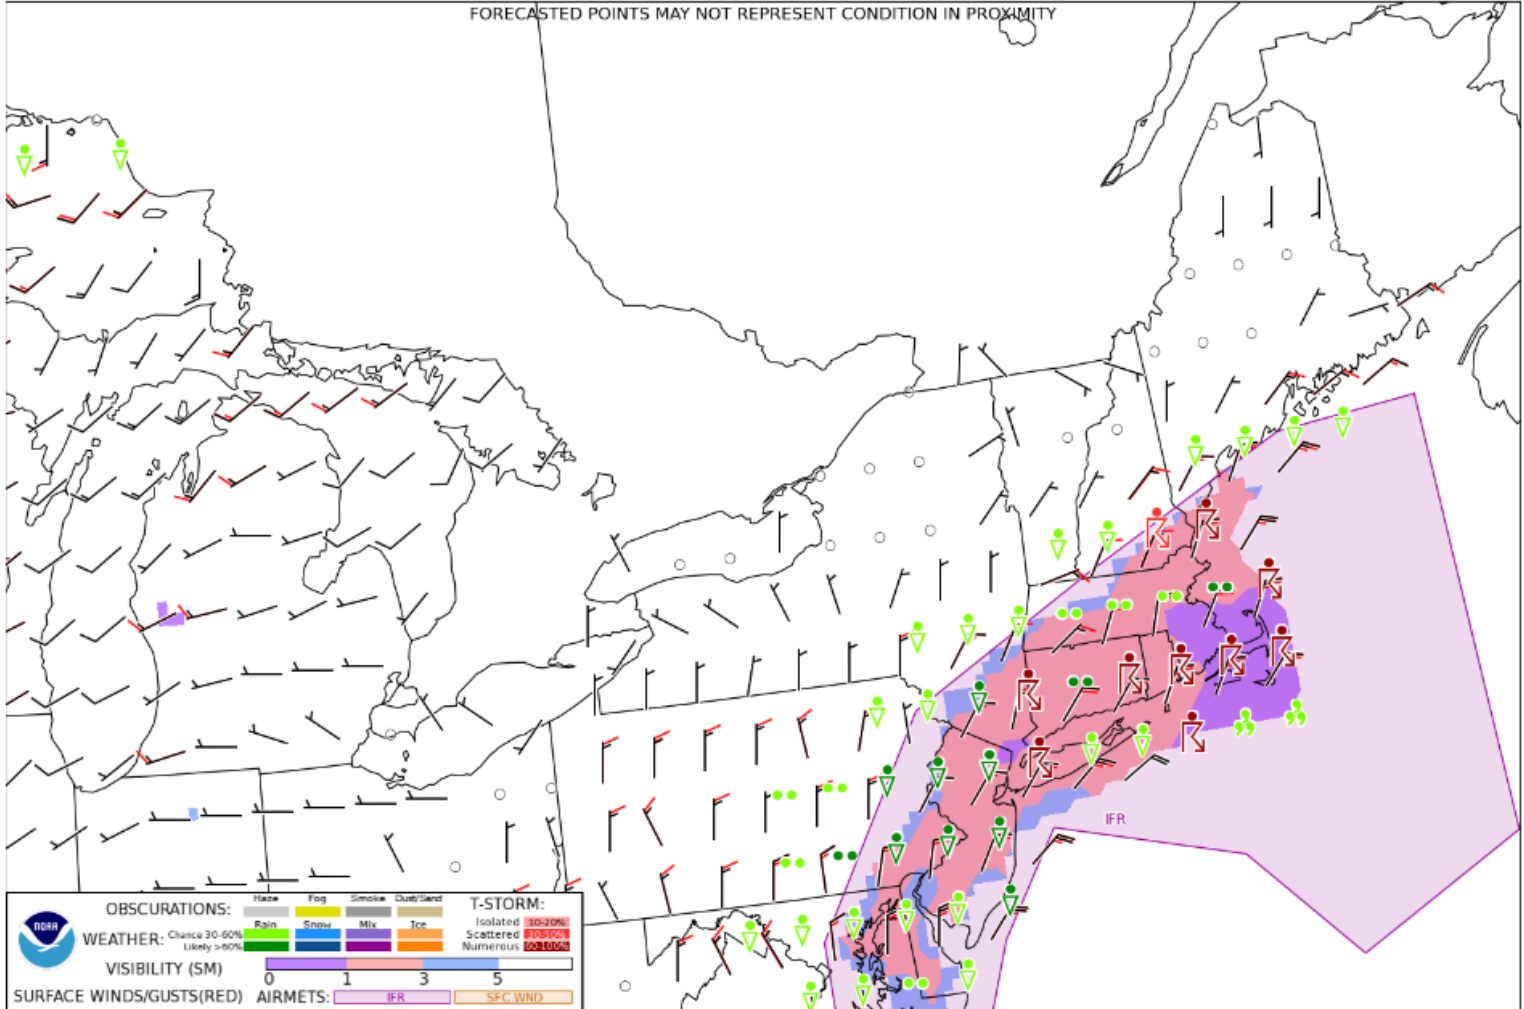 FORECASTED POINTS MAY NOT REPRESENT CONDITION IN PROXIMITY
IFR
NOAA
OBSCURATIONS: Haze Fog Smoke Dust/Sand
WEATHER: Rain Snow Mix Ice
Chance 30-60%
Likely >60%
T-STORM:
Isolated 10-20%
Scattered 30-50%
Numerous 60-100%
VISIBILITY (SM)
0 1 3 5
SURFACE WINDS/GUSTS(RED) AIRMETS: IFR SFC WND